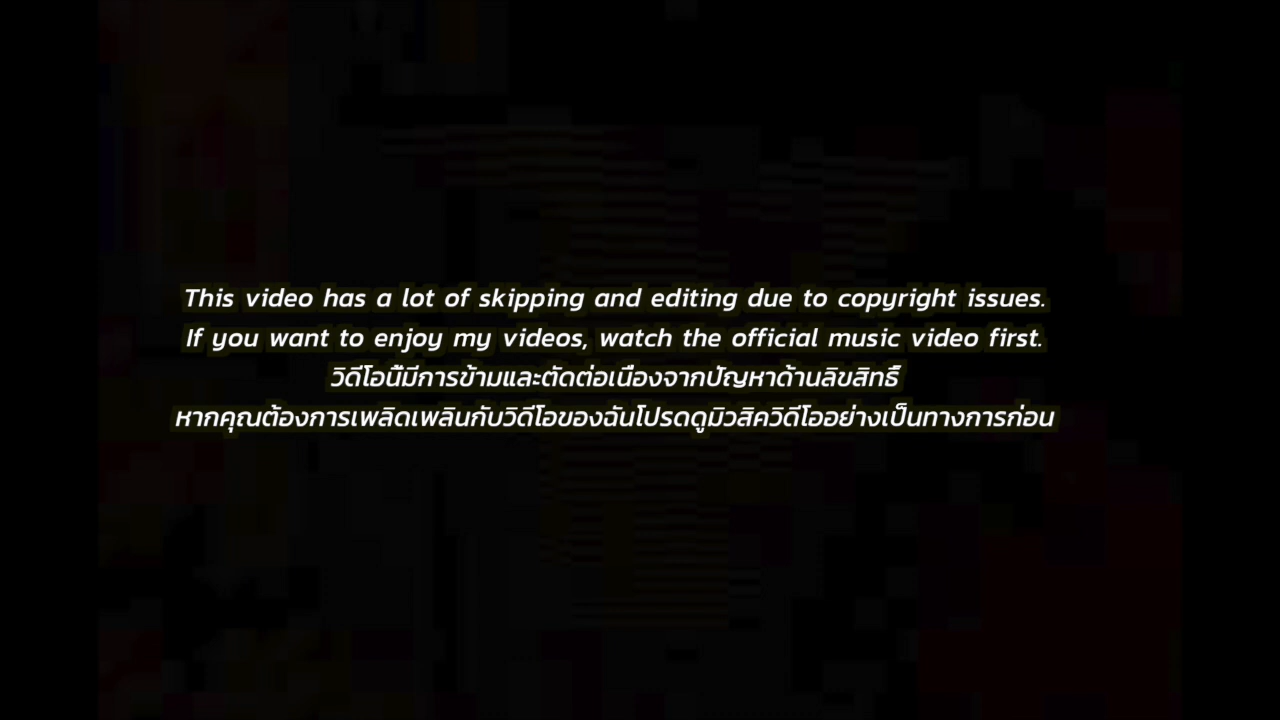 This video has a lot of skipping and editing due to copyright issues.
If you want to enjoy my videos, watch the official music video first.
วิดีโอนี้มีการข้ามและตัดต่อเนื่องจากปัญหาด้านลิขสิทธิ์
หากคุณต้องการเพลิดเพลินกับวิดีโอของฉันโปรดดูมิวสิควิดีโออย่างเป็นทางการก่อน